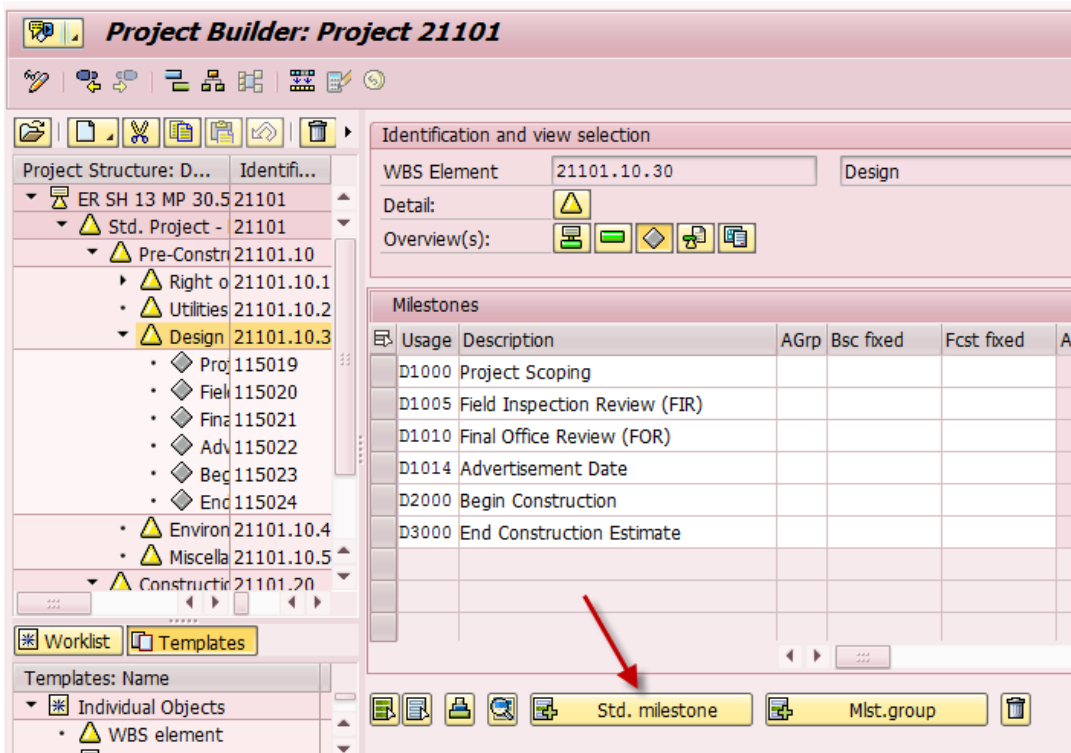 Project Builder: Project 21101
Identification and view selection
Project Structure: D... Identifi...
WBS Element 21101.10.30 Design
ER SH 13 MP 30.5 21101
Detail:
Std. Project - 21101
Overview(s):
Pre-Constru 21101.10
Right o 21101.10.1
Utilities 21101.10.2
Milestones
Design 21101.10.3
Usage Description AGrp Bsc fixed Fcst fixed A
Proj 115019
D1000 Project Scoping
Field 115020
D1005 Field Inspection Review (FIR)
Fina 115021
D1010 Final Office Review (FOR)
Adv 115022
D1014 Advertisement Date
Beg 115023
D2000 Begin Construction
End 115024
D3000 End Construction Estimate
Environ 21101.10.4
Miscella 21101.10.5
Constructio 21101.20
Worklist Templates
Templates: Name
Individual Objects
Std. milestone Mlst.group
WBS element